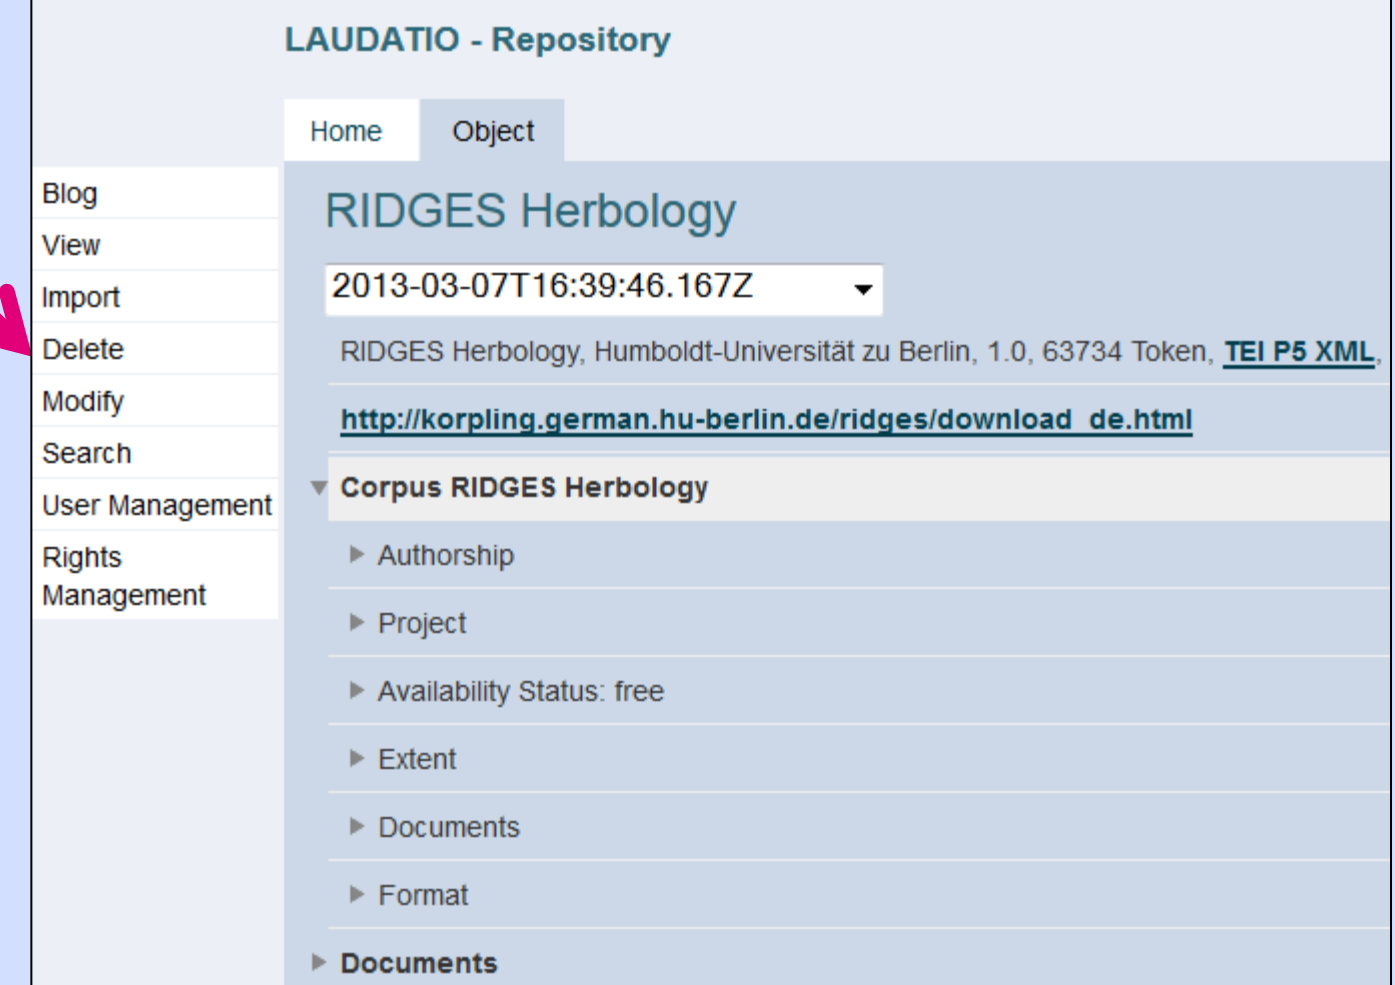 LAUDATIO - Repository
Home
Object
Blog
View
Import
Delete
Modify
Search
User Management
Rights
Management
RIDGES Herbology
2013-03-07T16:39:46.167Z
RIDGES Herbology, Humboldt-Universität zu Berlin, 1.0, 63734 Token, TEI P5 XML,
http://korpling.german.hu-berlin.de/ridges/download_de.html
Corpus RIDGES Herbology
Authorship
Project
Availability Status: free
Extent
Documents
Format
Documents